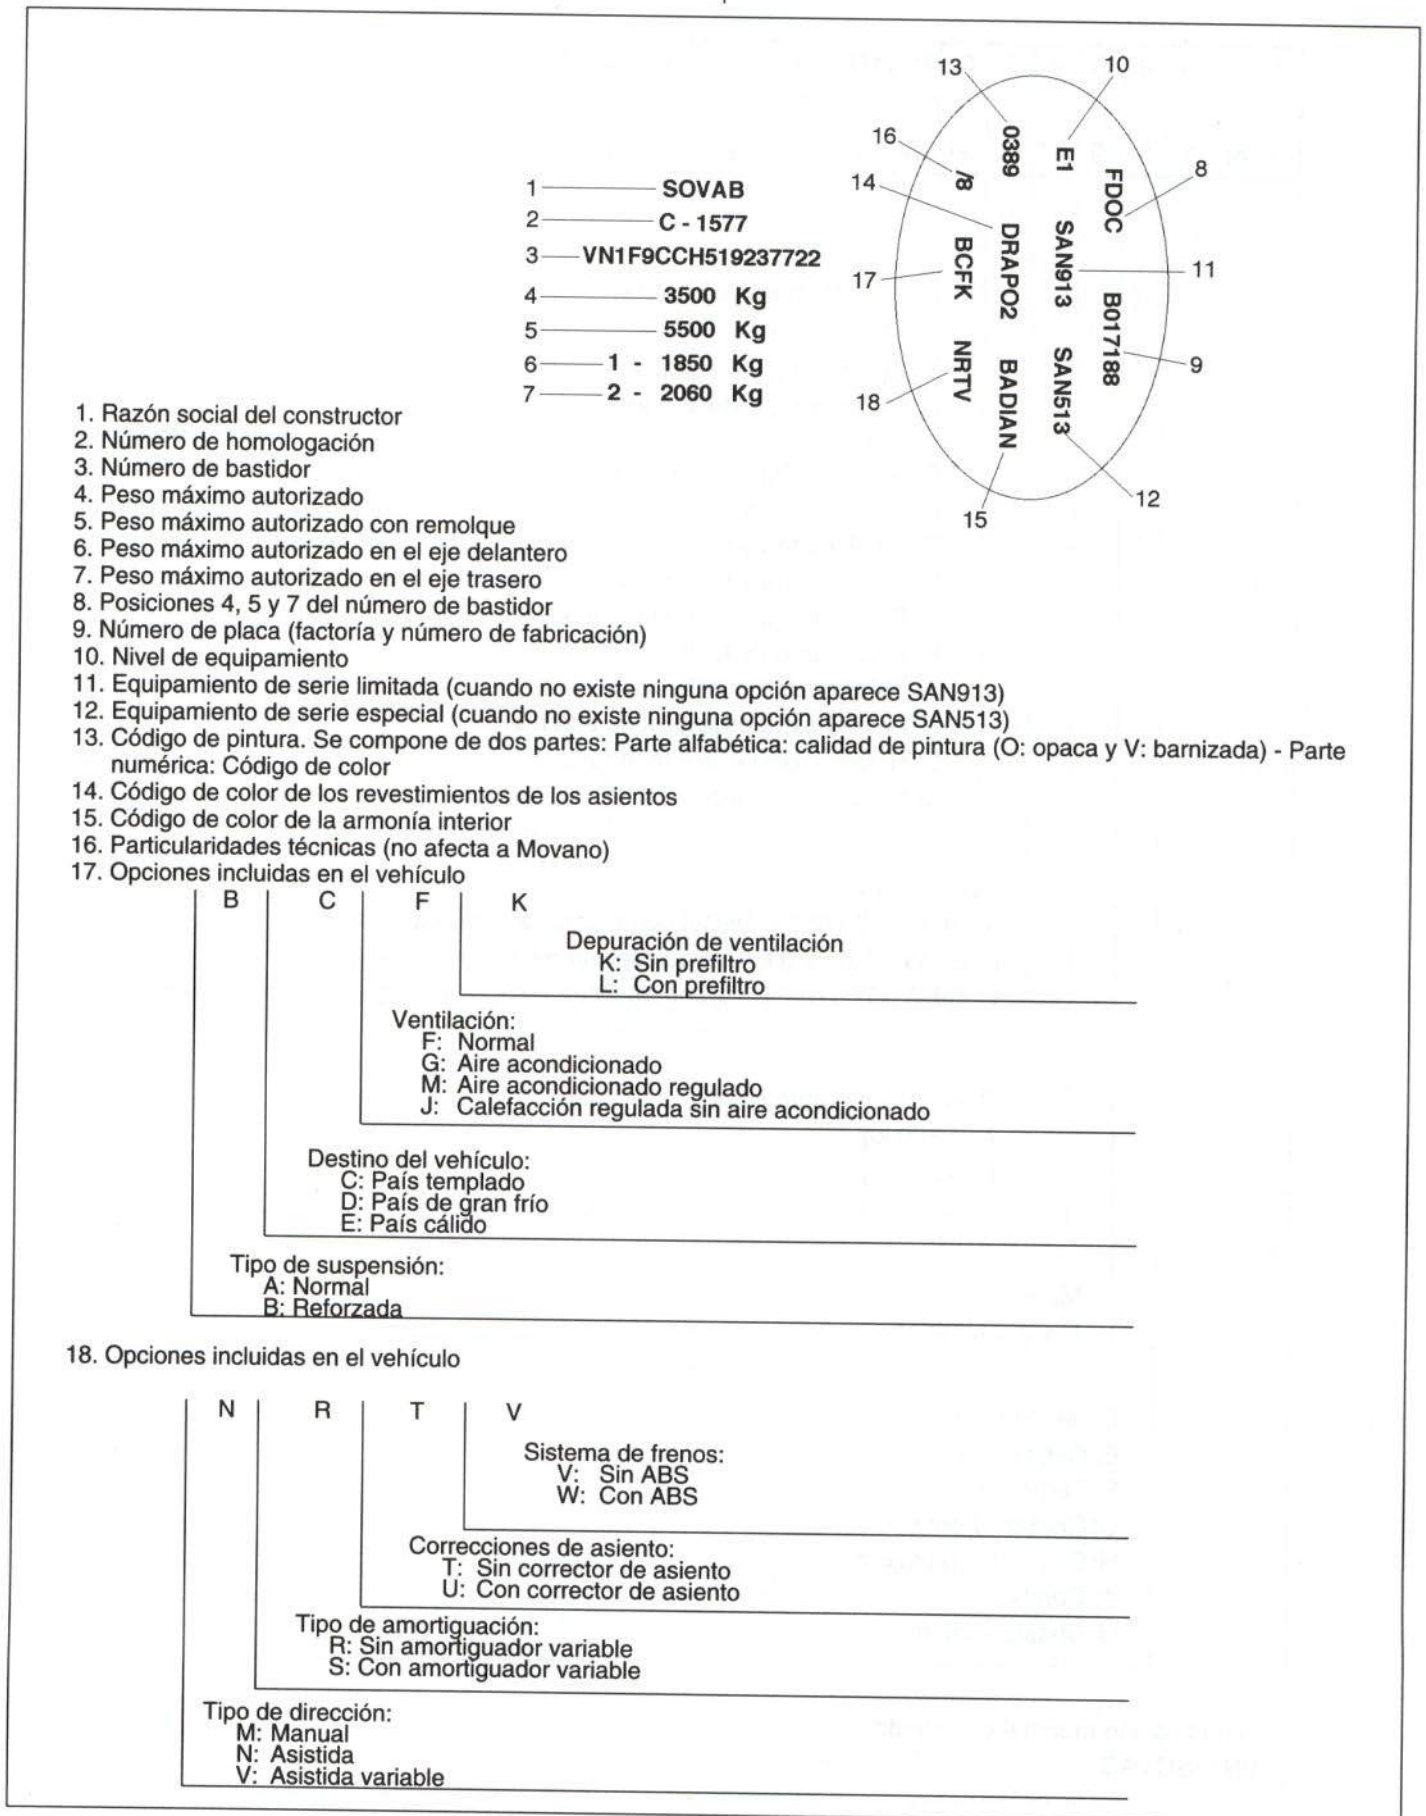 1 SOVAB
2 C - 1577
3 VN1F9CCH519237722
4 3500 Kg
5 5500 Kg
6 1 - 1850 Kg
7 2 - 2060 Kg
13
10
16
14
8
17
11
9
18
12
15
FDOC B017188
E1 SAN913 SAN513
0389 DRAPO2 BADIAN
/8 BCFK NRTV
1. Razón social del constructor
2. Número de homologación
3. Número de bastidor
4. Peso máximo autorizado
5. Peso máximo autorizado con remolque
6. Peso máximo autorizado en el eje delantero
7. Peso máximo autorizado en el eje trasero
8. Posiciones 4, 5 y 7 del número de bastidor
9. Número de placa (factoría y número de fabricación)
10. Nivel de equipamiento
11. Equipamiento de serie limitada (cuando no existe ninguna opción aparece SAN913)
12. Equipamiento de serie especial (cuando no existe ninguna opción aparece SAN513)
13. Código de pintura. Se compone de dos partes: Parte alfabética: calidad de pintura (O: opaca y V: barnizada) - Parte
numérica: Código de color
14. Código de color de los revestimientos de los asientos
15. Código de color de la armonía interior
16. Particularidades técnicas (no afecta a Movano)
17. Opciones incluidas en el vehículo
B C F K
Depuración de ventilación
K: Sin prefiltro
L: Con prefiltro
Ventilación:
F: Normal
G: Aire acondicionado
M: Aire acondicionado regulado
J: Calefacción regulada sin aire acondicionado
Destino del vehículo:
C: País templado
D: País de gran frío
E: País cálido
Tipo de suspensión:
A: Normal
B: Reforzada
18. Opciones incluidas en el vehículo
N R T V
Sistema de frenos:
V: Sin ABS
W: Con ABS
Correcciones de asiento:
T: Sin corrector de asiento
U: Con corrector de asiento
Tipo de amortiguación:
R: Sin amortiguador variable
S: Con amortiguador variable
Tipo de dirección:
M: Manual
N: Asistida
V: Asistida variable